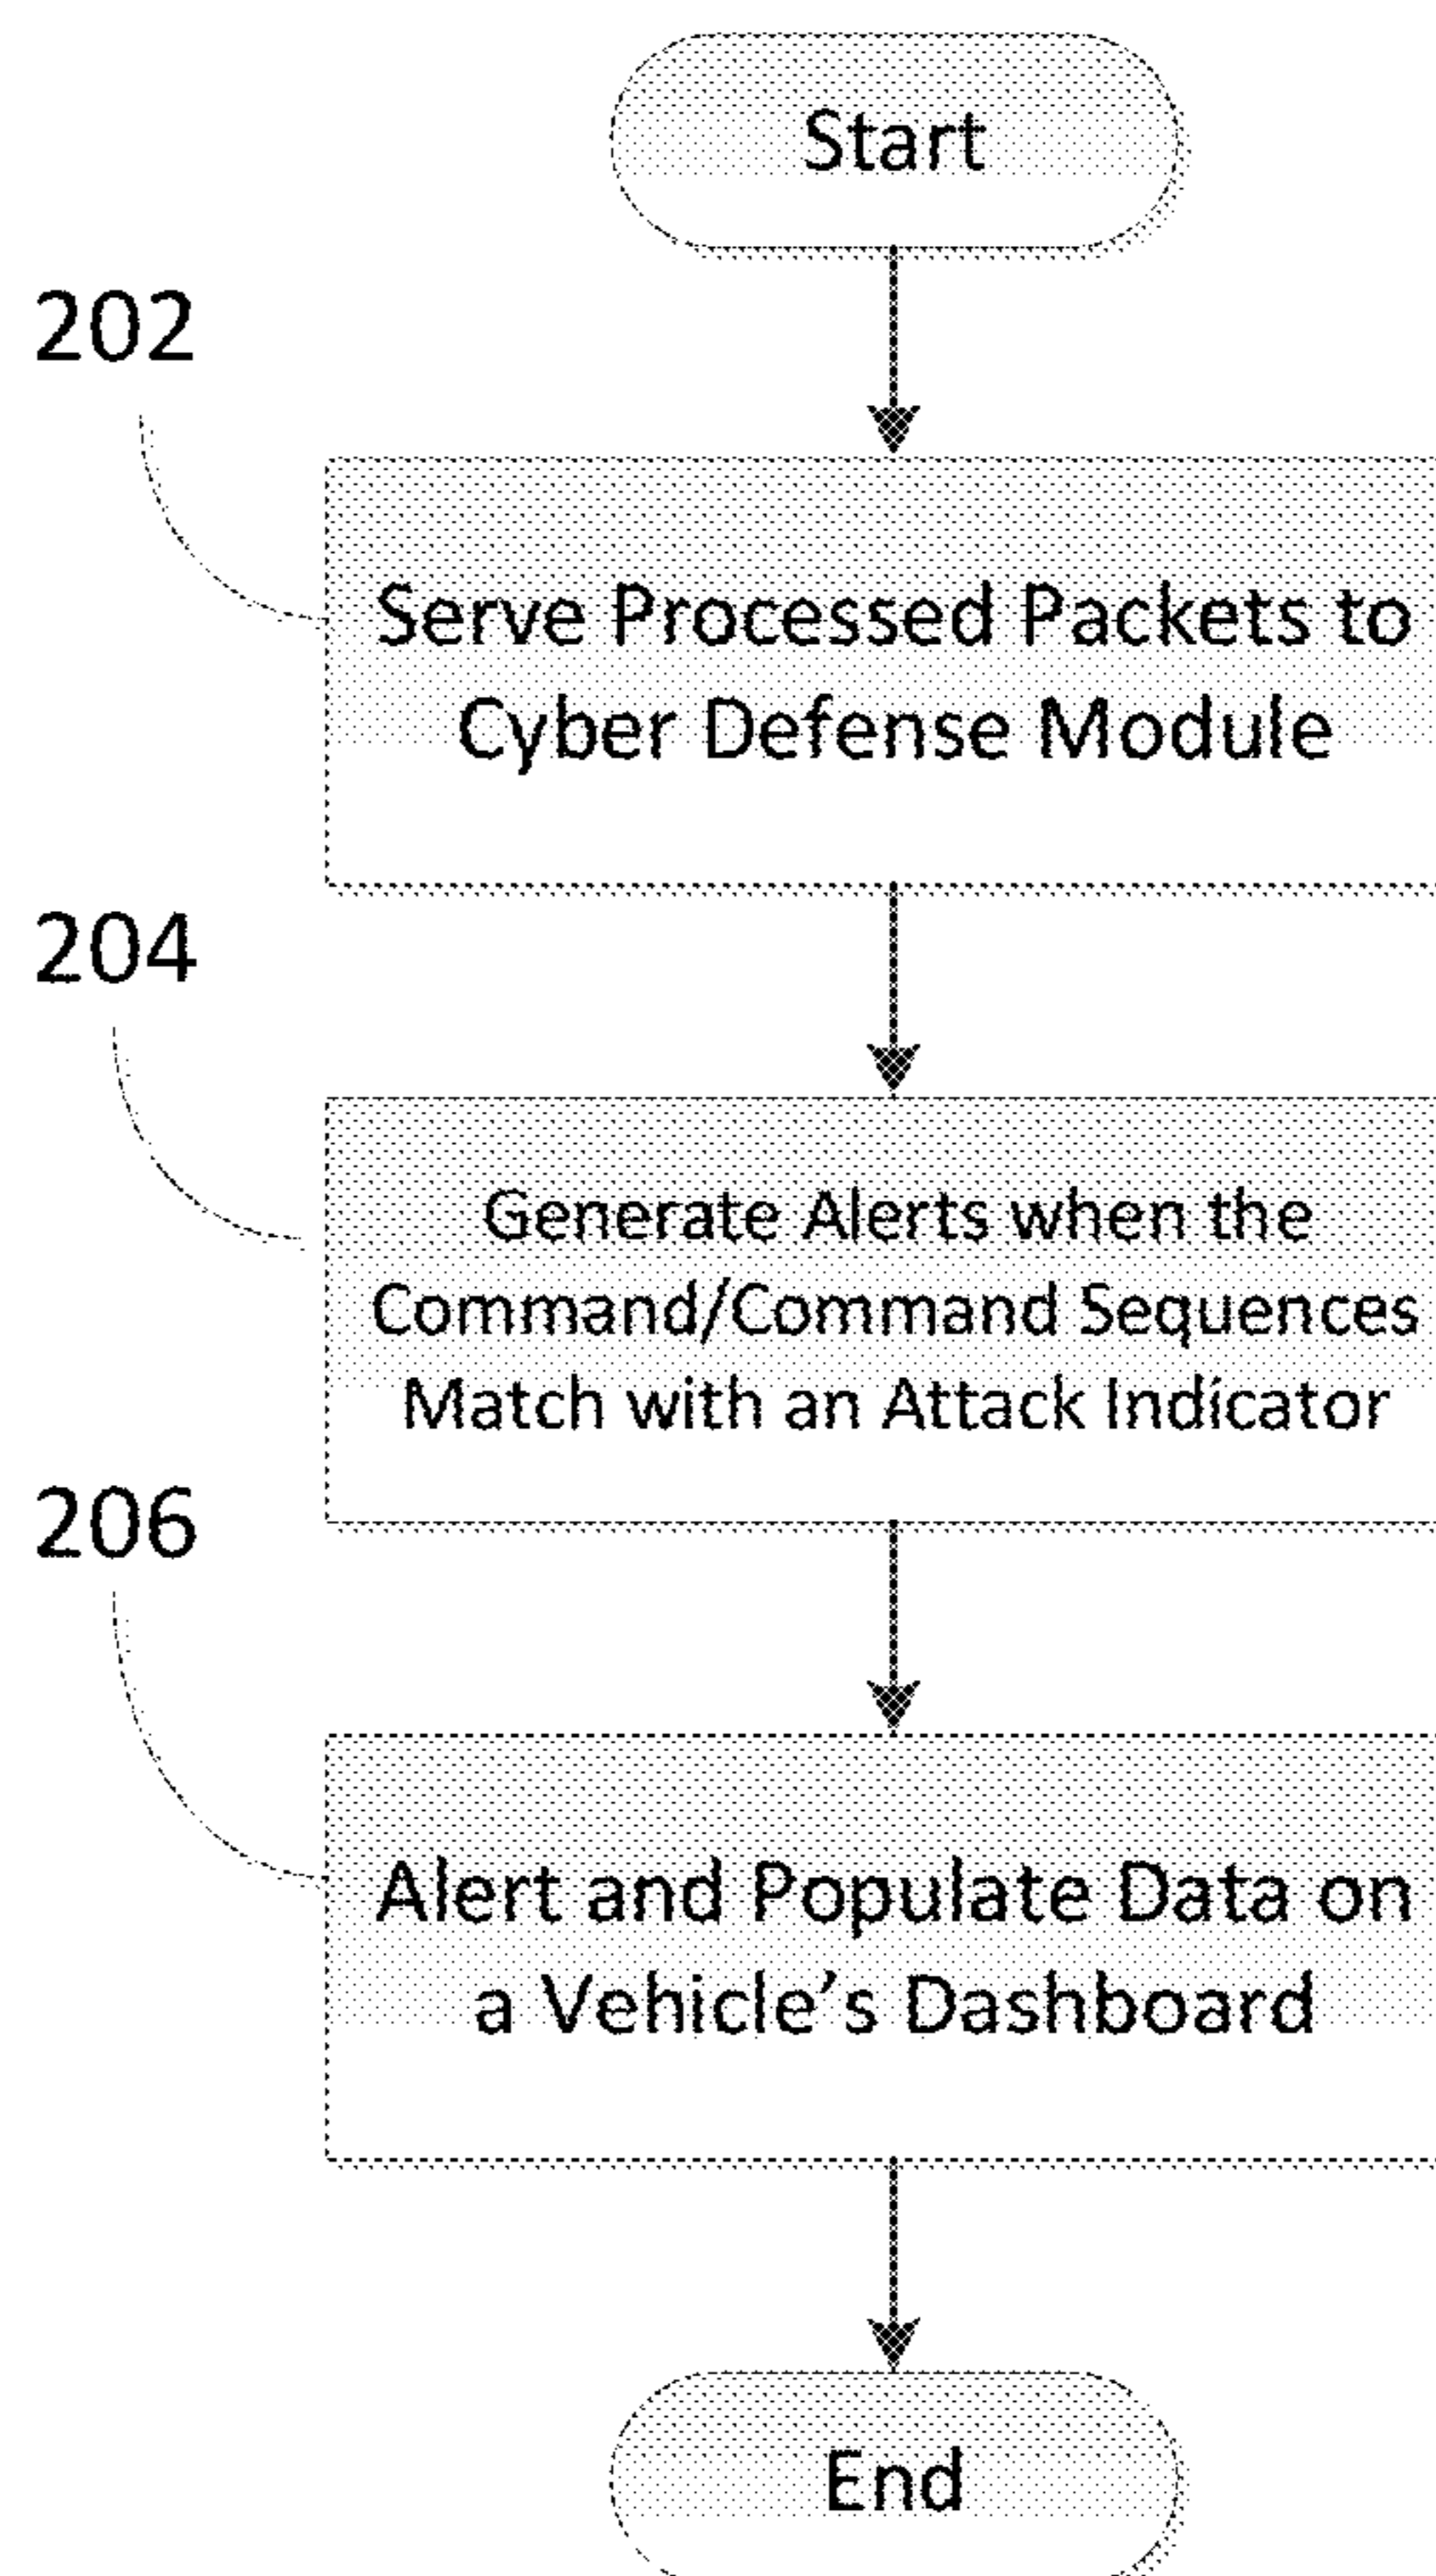 Start
202
Serve Processed Packets to
Cyber Defense Module
204
Generate Alerts when the
Command/Command Sequences
Match with an Attack Indicator
206
Alert and Populate Data on
a Vehicle’s Dashboard
End